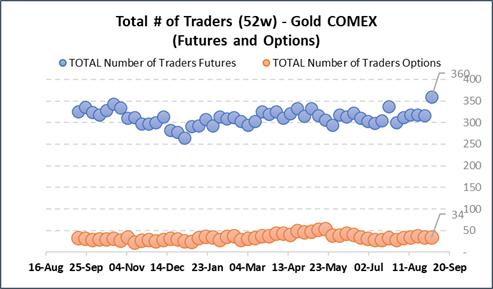 Total # of Traders (52w) - Gold COMEX
(Futures and Options)
TOTAL Number of Traders Futures
TOTAL Number of Traders Options
360
400
350
300
250
200
150
100
34
50
-
16-Aug 25-Sep 04-Nov 14-Dec 23-Jan 04-Mar 13-Apr 23-May 02-Jul 11-Aug 20-Sep